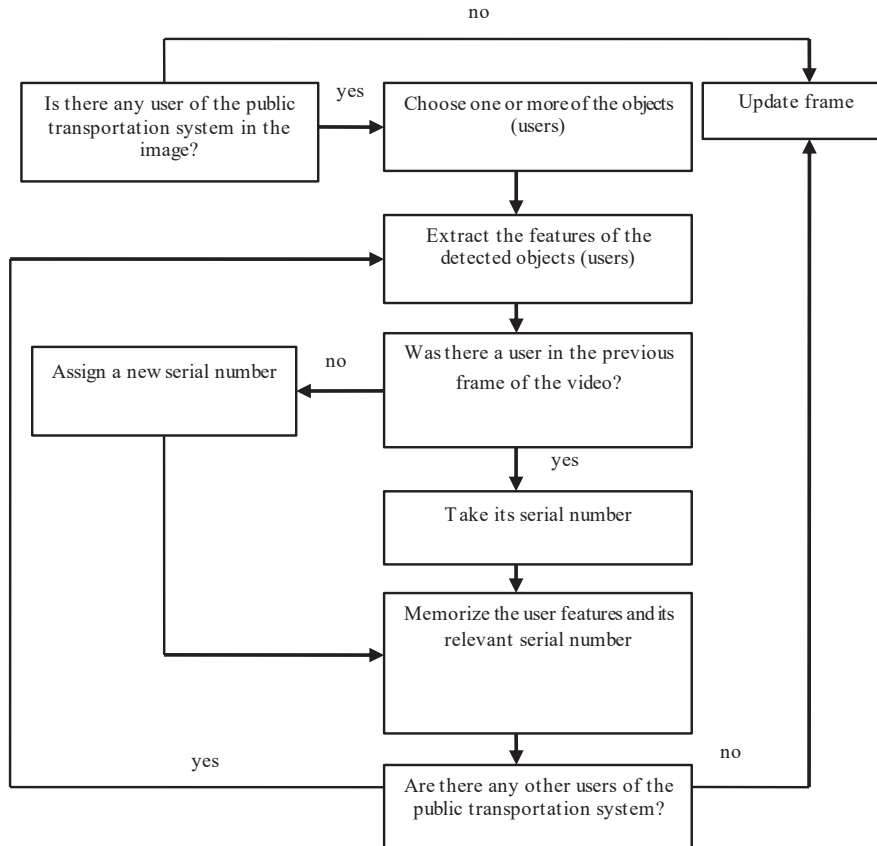 no
Is there any user of the public
transportation system in the
image?
yes
Choose one or more of the objects
(users)
Update frame
Extract the features of the
detected objects (users)
Assign a new serial number
no
Was there a user in the previous
frame of the video?
yes
Take its serial number
Memorize the user features and its
relevant serial number
yes
Are there any other users of the
public transportation system?
no